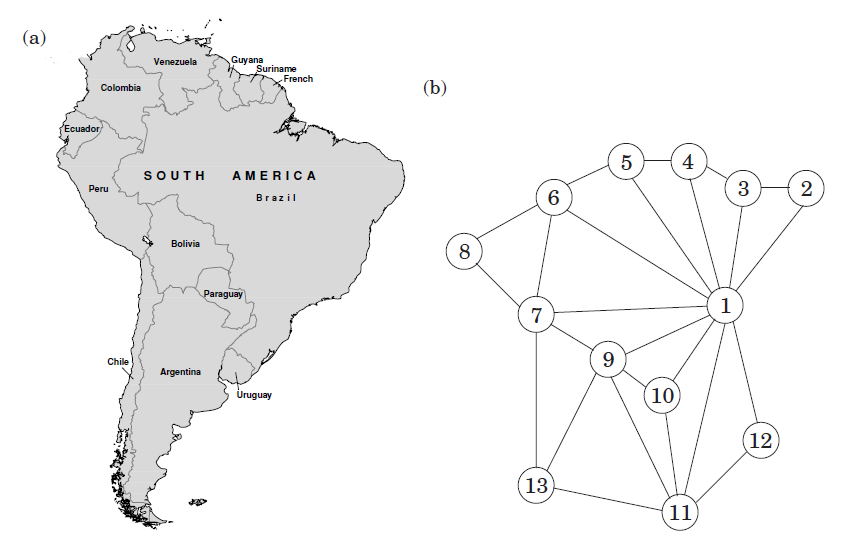 (a)
Venezuela
Guyana
Suriname
French
Colombia
Ecuador
SOUTH AMERICA
Peru
Brazil
Bolivia
Paraguay
Chile
Argentina
Uruguay
(b)
5
4
3
2
6
8
1
7
9
10
12
13
11